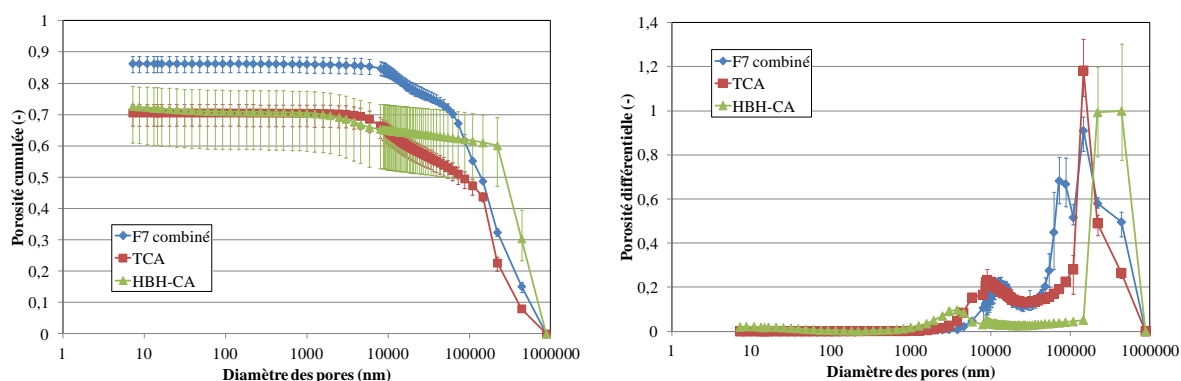 1
0,9
0,8
0,7
0,6
0,5
0,4
0,3
0,2
0,1
0
Porosité cumulée (-)
F7 combiné
TCA
HBH-CA
1 10 100 1000 10000 100000 1000000
Diamètre des pores (nm)
1,4
1,2
1
0,8
0,6
0,4
0,2
0
Porosité différentielle (-)
F7 combiné
TCA
HBH-CA
1 10 100 1000 10000 100000 1000000
Diamètre des pores (nm)